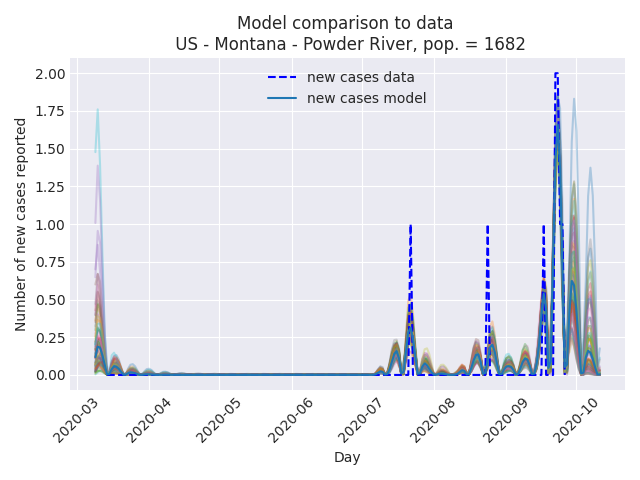 Model comparison to data
US - Montana - Powder River, pop. = 1682
new cases data
new cases model
Number of new cases reported
2.00
1.75
1.50
1.25
1.00
0.75
0.50
0.25
0.00
2020-03
2020-04
2020-05
2020-06
2020-07
2020-08
2020-09
2020-10
Day